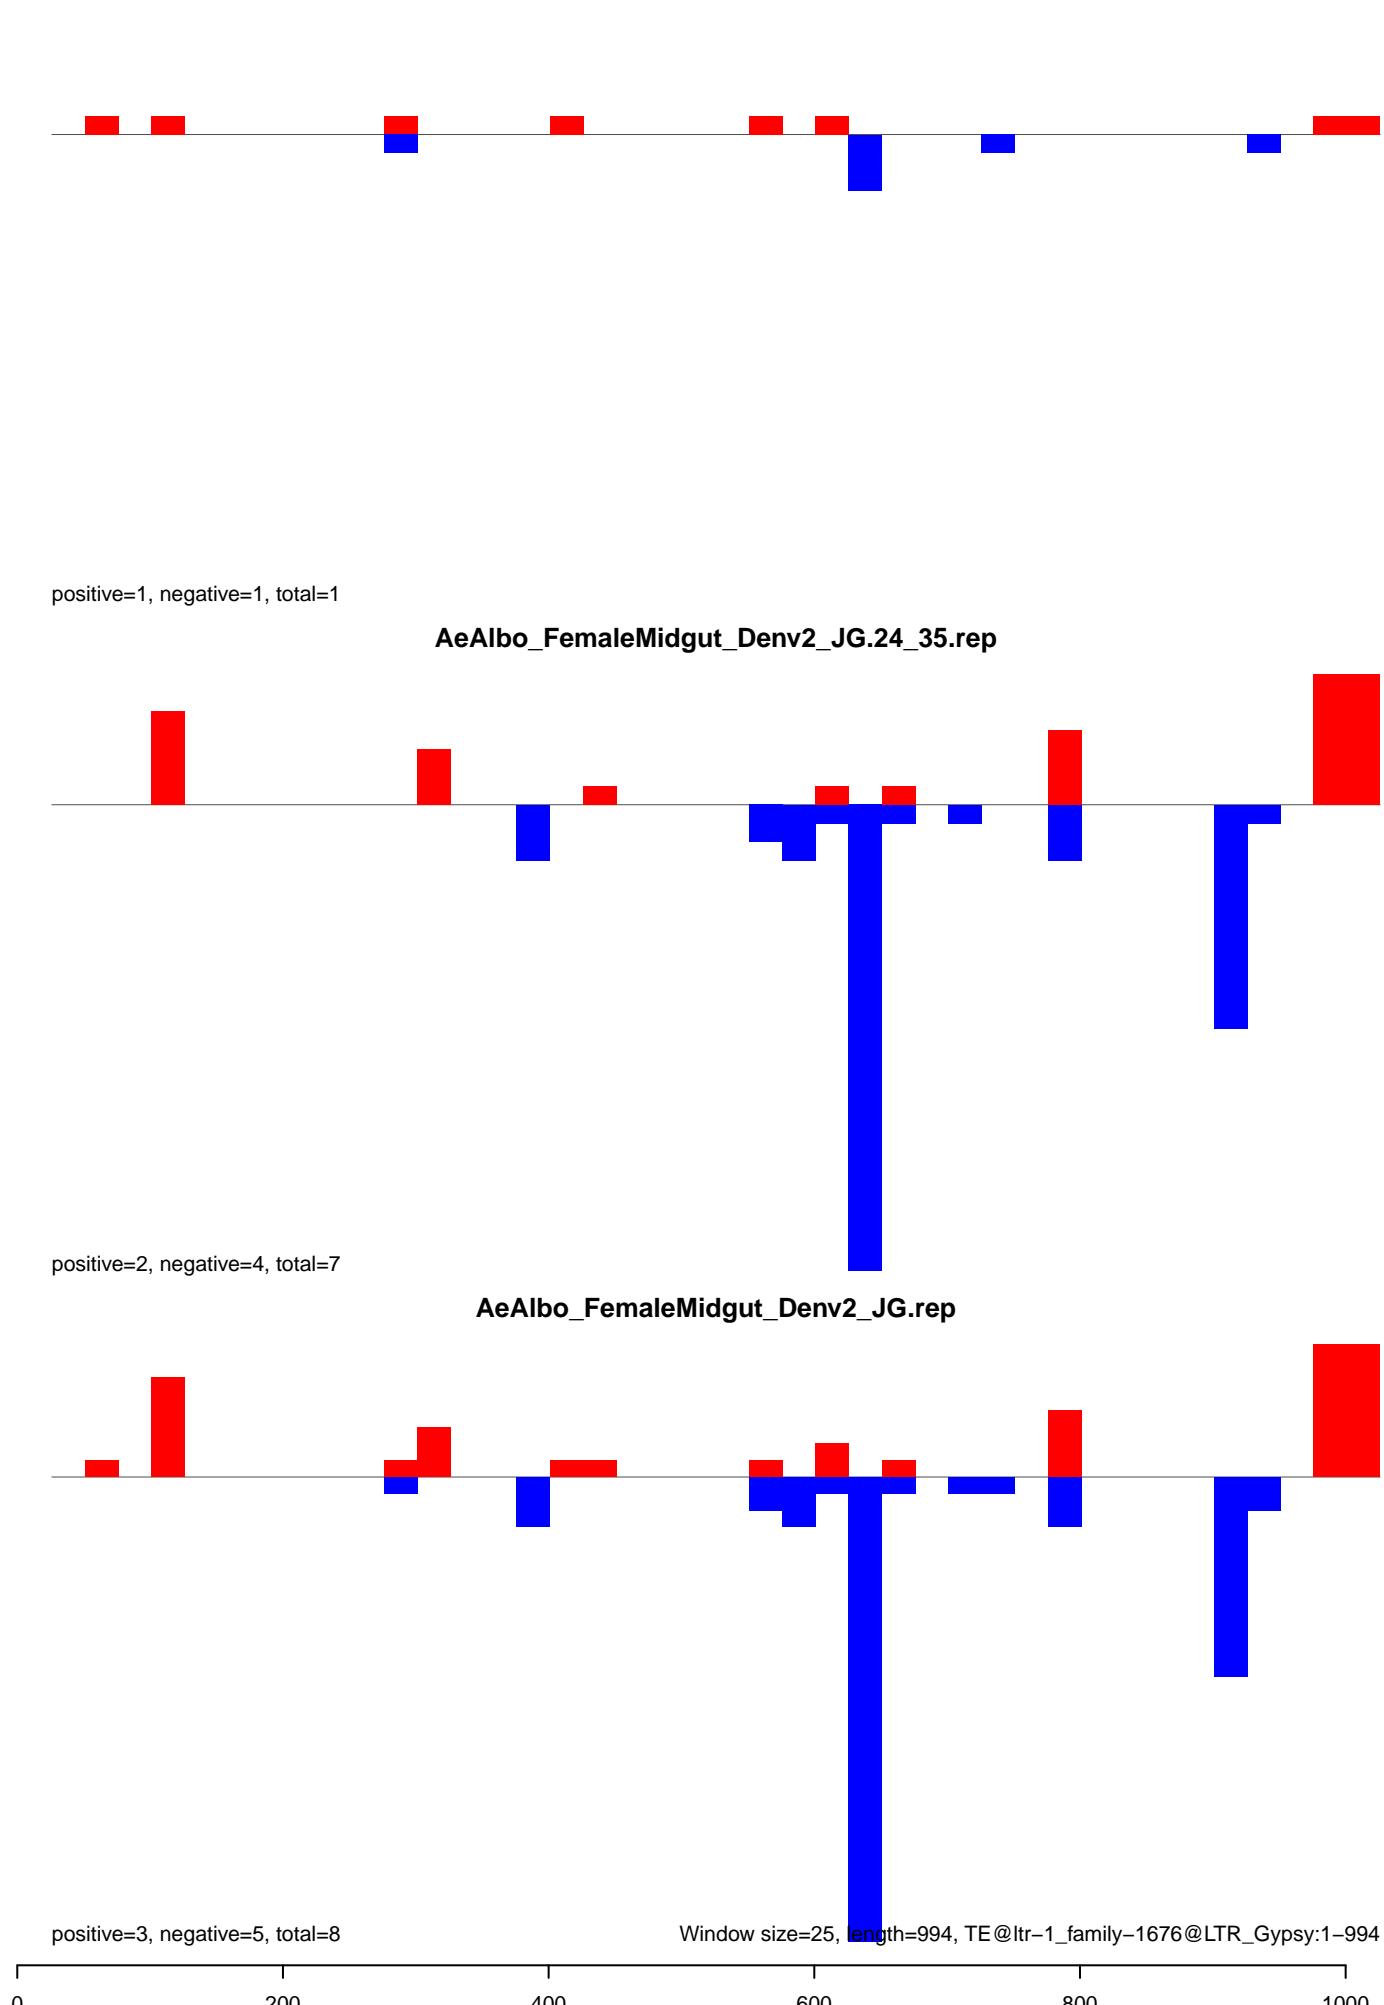 positive=1, negative=1, total=1
AeAlbo_FemaleMidgut_Denv2_JG.24_35.rep
positive=2, negative=4, total=7
AeAlbo_FemaleMidgut_Denv2_JG.rep
positive=3, negative=5, total=8 Window size=25, length=994, TE@ltr−1_family−1676@LTR_Gypsy:1−994
0 200 400 600 800 1000